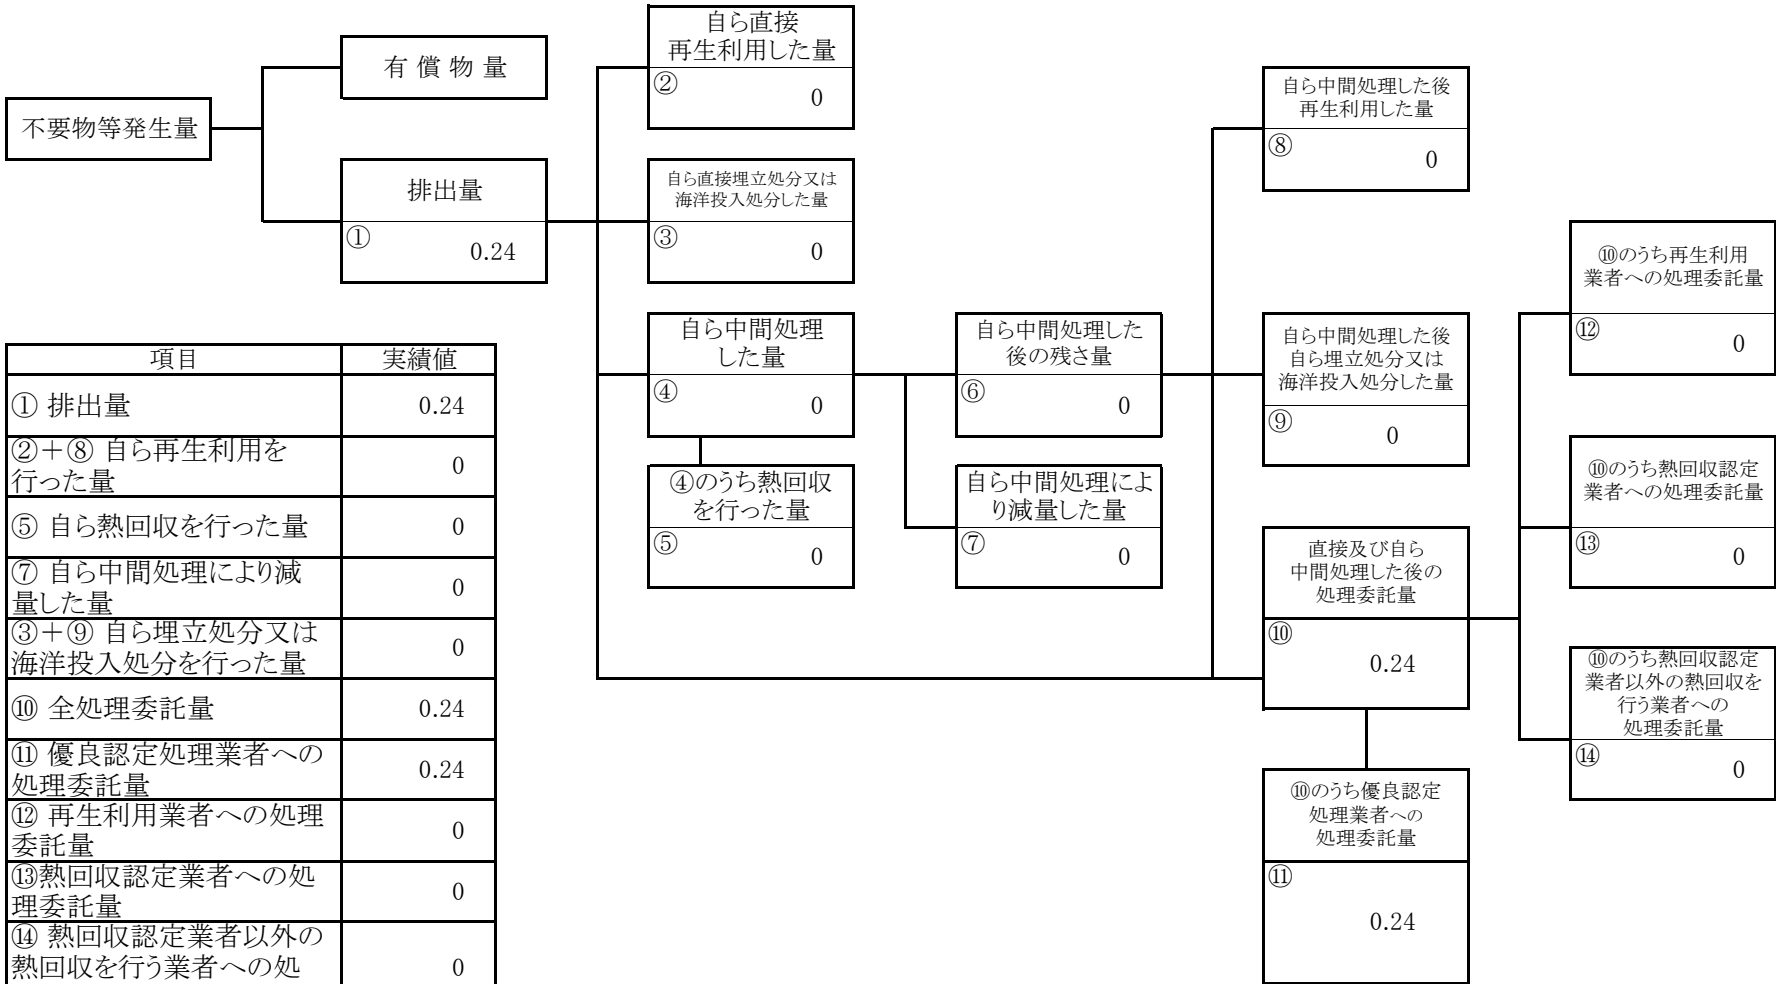 不要物等発生量
有 償 物 量
排出量
①
0.24
自ら直接
再生利用した量
②
0
自ら直接埋立処分又は
海洋投入処分した量
③
0
自ら中間処理
した量
④
0
④のうち熱回収
を行った量
⑤
0
自ら中間処理した
後の残さ量
⑥
0
自ら中間処理によ
り減量した量
⑦
0
自ら中間処理した後
再生利用した量
⑧
0
自ら中間処理した後
自ら埋立処分又は
海洋投入処分した量
⑨
0
直接及び自ら
中間処理した後の
処理委託量
⑩
0.24
⑩のうち優良認定
処理業者への
処理委託量
⑪
0.24
⑩のうち再生利用
業者への処理委託量
⑫
0
⑩のうち熱回収認定
業者への処理委託量
⑬
0
⑩のうち熱回収認定
業者以外の熱回収を
行う業者への
処理委託量
⑭
0
項目 実績値
① 排出量 0.24
②＋⑧ 自ら再生利用を
行った量 0
⑤ 自ら熱回収を行った量 0
⑦ 自ら中間処理により減
量した量 0
③＋⑨ 自ら埋立処分又は
海洋投入処分を行った量 0
⑩ 全処理委託量 0.24
⑪ 優良認定処理業者への
処理委託量 0.24
⑫ 再生利用業者への処理
委託量 0
⑬熱回収認定業者への処
理委託量 0
⑭ 熱回収認定業者以外の
熱回収を行う業者への処 0